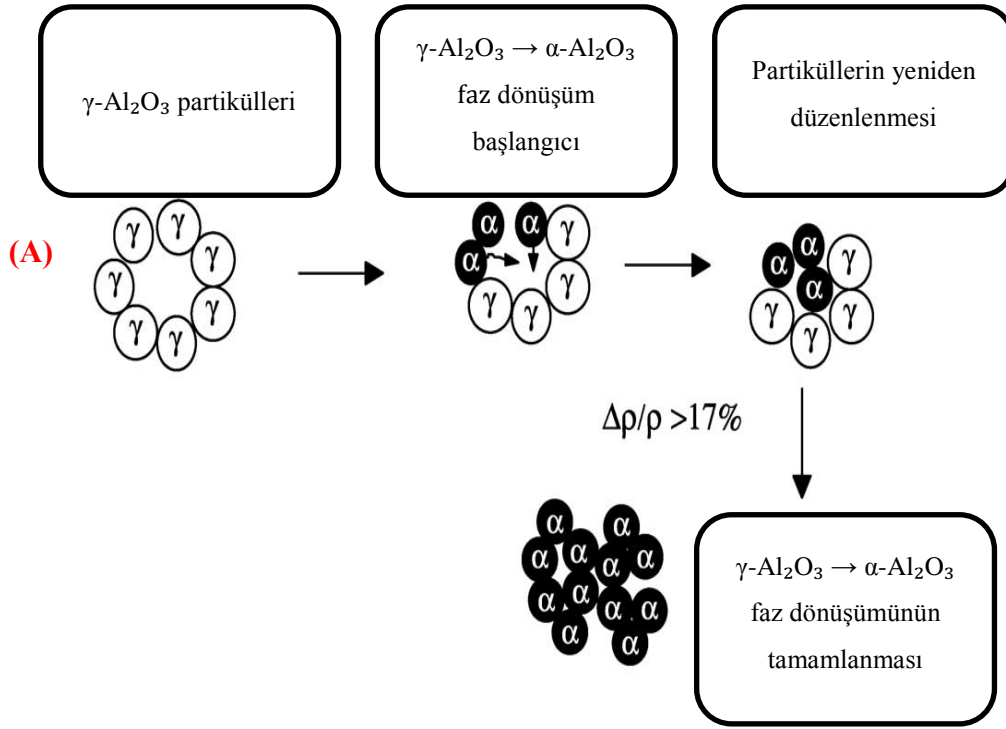 γ-Al₂O₃ partikülleri
γ-Al₂O₃ → α-Al₂O₃
faz dönüşüm
başlangıcı
Partiküllerin yeniden
düzenlenmesi
(A)
γ γ
γ γ
γ γ
γ
α α γ
α γ
γ γ
α
α γ
α
γ γ
γ
Δρ/ρ >17%
α α
α α α α
α α α α
α α
γ-Al₂O₃ → α-Al₂O₃
faz dönüşümünün
tamamlanması